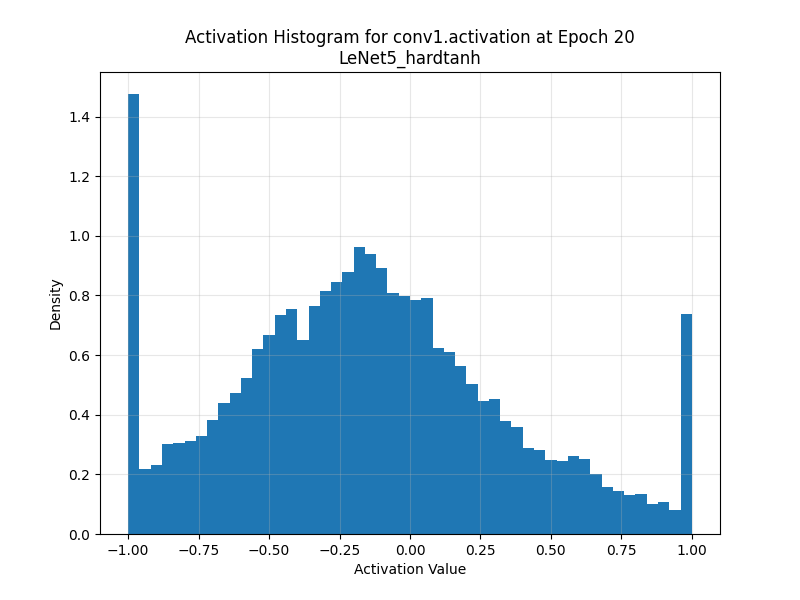 Activation Histogram for conv1.activation at Epoch 20
LeNet5_hardtanh
1.4
1.2
1.0
0.8
0.6
0.4
0.2
0.0
Density
−1.00 −0.75 −0.50 −0.25 0.00 0.25 0.50 0.75 1.00
Activation Value